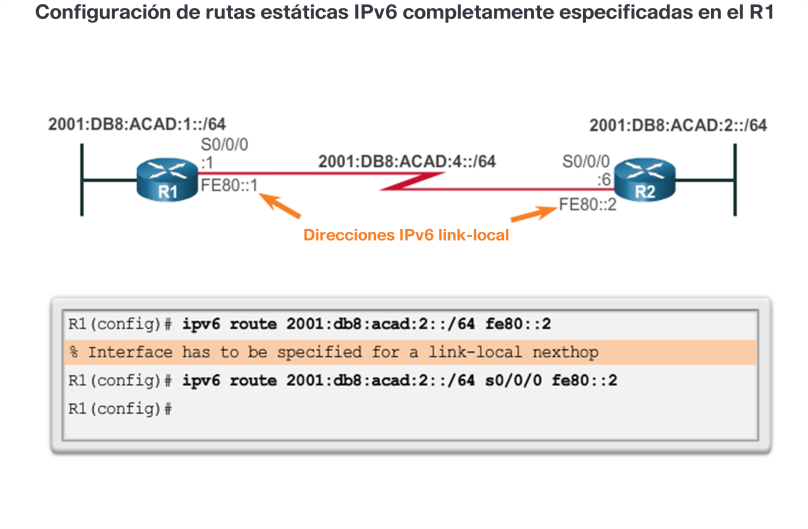 Configuración de rutas estáticas IPv6 completamente especificadas en el R1
2001:DB8:ACAD:1::/64
2001:DB8:ACAD:2::/64
S0/0/0
:1
FE80::1
R1
2001:DB8:ACAD:4::/64
S0/0/0
:6
FE80::2
R2
Direcciones IPv6 link-local
R1(config)# ipv6 route 2001:db8:acad:2::/64 fe80::2
% Interface has to be specified for a link-local nexthop
R1(config)# ipv6 route 2001:db8:acad:2::/64 s0/0/0 fe80::2
R1(config)#